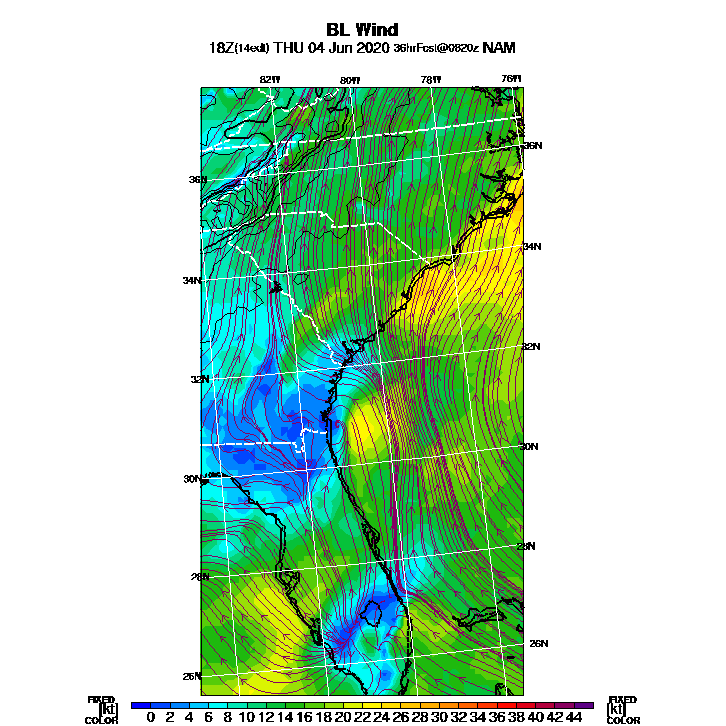 BL Wind
18Z(14edt) THU 04 Jun 2020 36hrFcst@0820z NAM
82W 80W 78W 76W
36N
36N
34N
34N
32N
32N
30N
30N
28N
28N
26N
26N
FIXED FIXED
[kt] 0 2 4 6 8 10 12 14 16 18 20 22 24 26 28 30 32 34 36 38 40 42 44 [kt]
COLOR COLOR